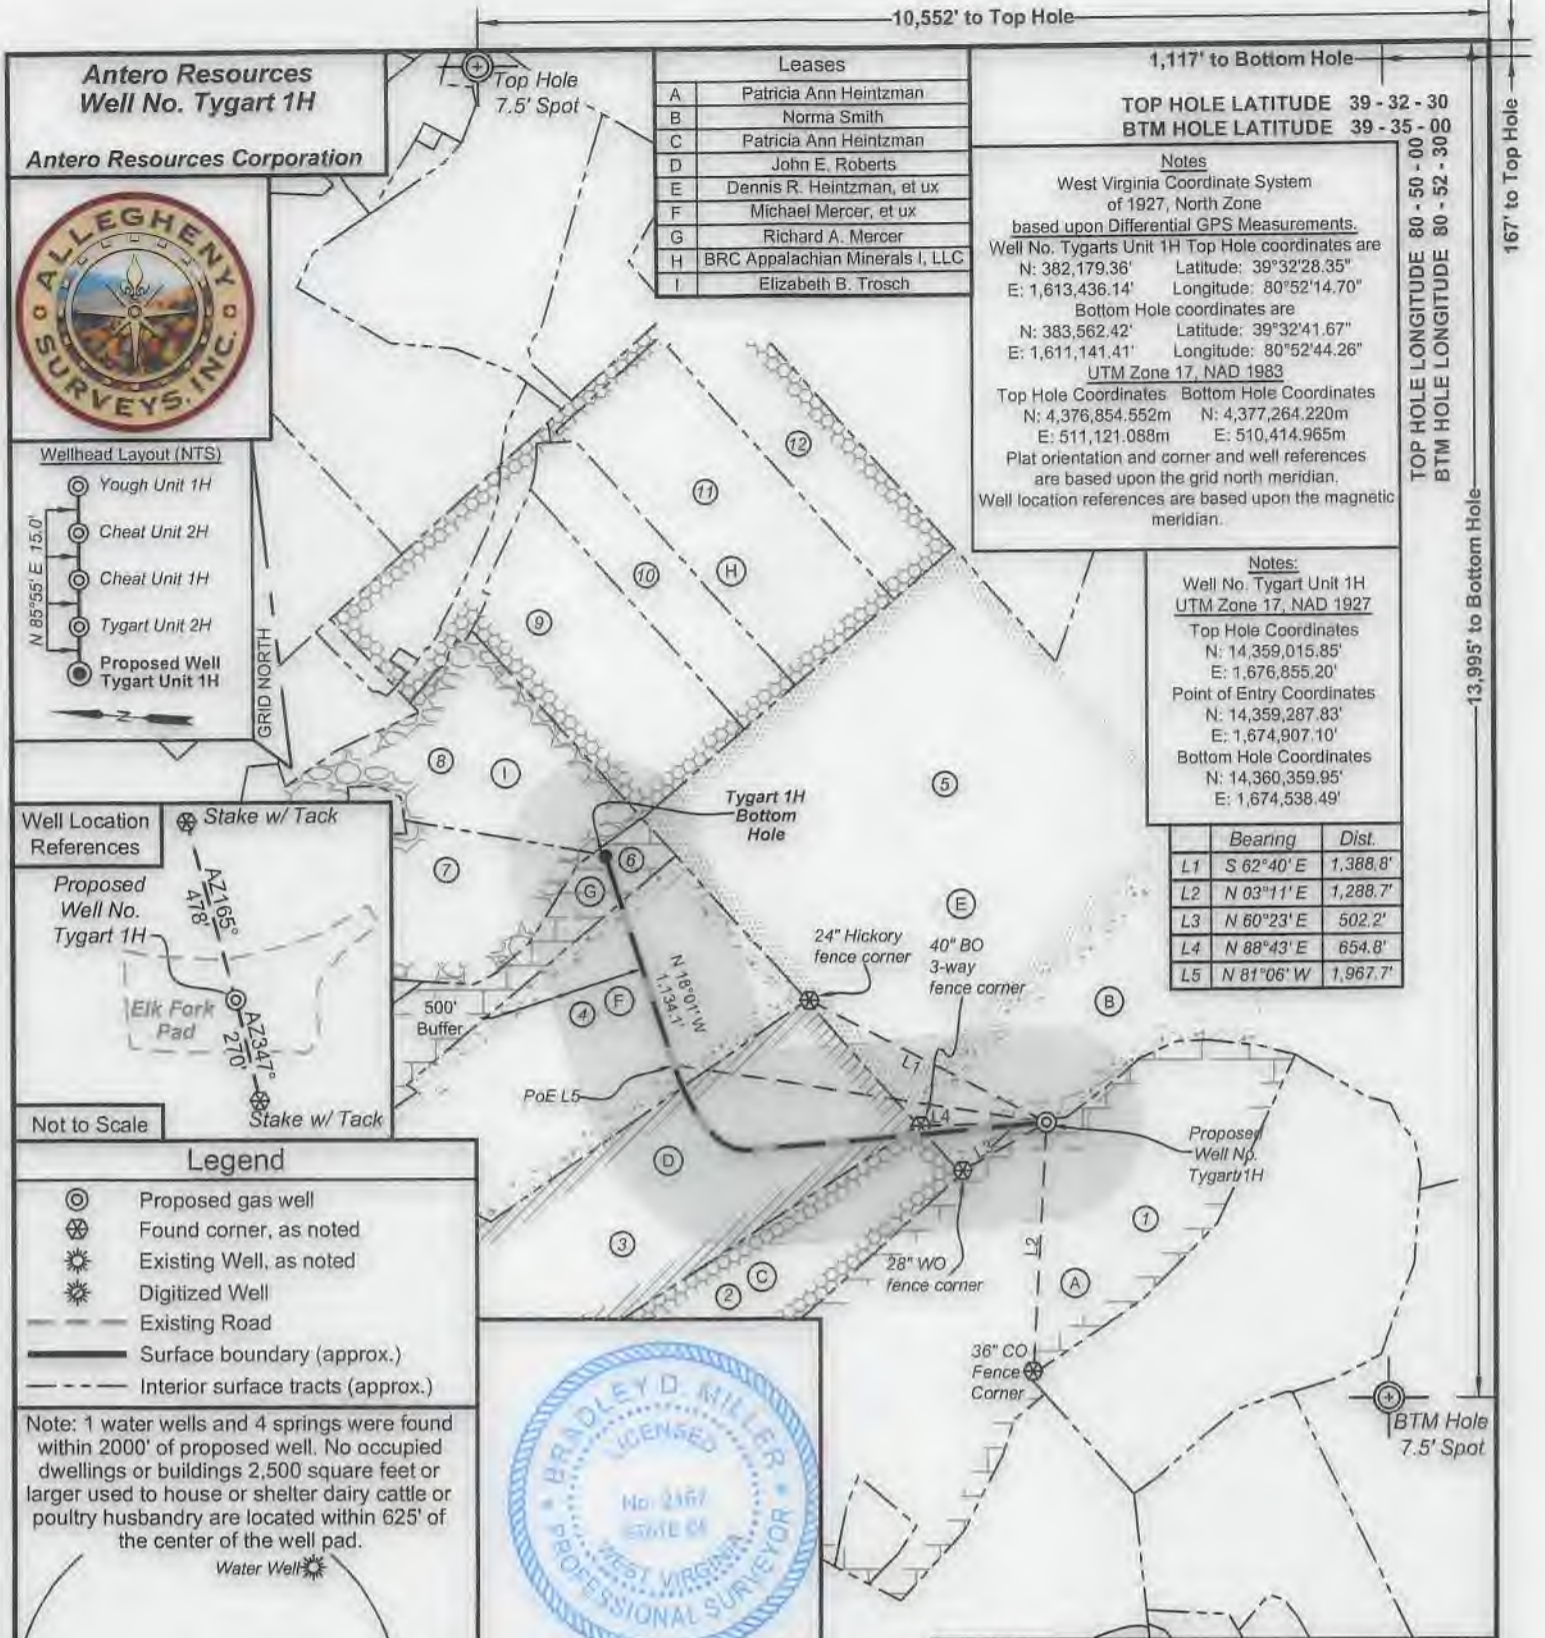 10,552' to Top Hole
Antero Resources
Well No. Tygart 1H
Antero Resources Corporation
Top Hole
7.5' Spot
Leases
A Patricia Ann Heintzman
B Norma Smith
C Patricia Ann Heintzman
D John E. Roberts
E Dennis R. Heintzman, et ux
F Michael Mercer, et ux
G Richard A. Mercer
H BRC Appalachian Minerals I, LLC
I Elizabeth B. Trosch
1,117' to Bottom Hole
TOP HOLE LATITUDE 39 - 32 - 30
BTM HOLE LATITUDE 39 - 35 - 00
TOP HOLE LONGITUDE 80 - 50 - 00
BTM HOLE LONGITUDE 80 - 52 - 30
167' to Top Hole
13,995' to Bottom Hole
Notes
West Virginia Coordinate System
of 1927, North Zone
based upon Differential GPS Measurements.
Well No. Tygarts Unit 1H Top Hole coordinates are
N: 382,179.36' Latitude: 39°32'28.35"
E: 1,613,436.14' Longitude: 80°52'14.70"
Bottom Hole coordinates are
N: 383,562.42' Latitude: 39°32'41.67"
E: 1,611,141.41' Longitude: 80°52'44.26"
UTM Zone 17, NAD 1983
Top Hole Coordinates Bottom Hole Coordinates
N: 4,376,854.552m N: 4,377,264.220m
E: 511,121.088m E: 510,414.965m
Plat orientation and corner and well references
are based upon the grid north meridian.
Well location references are based upon the magnetic
meridian.
ALLEGHENY
SURVEYS, INC.
Wellhead Layout (NTS)
Yough Unit 1H
Cheat Unit 2H
Cheat Unit 1H
Tygart Unit 2H
Proposed Well
Tygart Unit 1H
N 85°55' E 15.0'
N
GRID NORTH
Notes:
Well No. Tygart Unit 1H
UTM Zone 17, NAD 1927
Top Hole Coordinates
N: 14,359,015.85'
E: 1,676,855.20'
Point of Entry Coordinates
N: 14,359,287.83'
E: 1,674,907.10'
Bottom Hole Coordinates
N: 14,360,359.95'
E: 1,674,538.49'
Bearing Dist.
L1 S 62°40' E 1,388.8'
L2 N 03°11' E 1,288.7'
L3 N 60°23' E 502.2'
L4 N 88°43' E 654.8'
L5 N 81°06' W 1,967.7'
12
11
10
H
9
8
I
5
7
6
G
E
B
4
F
D
3
C
2
1
A
Tygart 1H
Bottom
Hole
24" Hickory
fence corner
40" BO
3-way
fence corner
N 18°01' W
1,134.1'
500'
Buffer
PoE L5
L1
L4
L3
L2
Proposed
Well No.
Tygart 1H
28" WO
fence corner
36" CO
Fence
Corner
BTM Hole
7.5' Spot
Well Location
References
Stake w/ Tack
AZ165°
478'
Proposed
Well No.
Tygart 1H
Elk Fork
Pad
AZ347°
270'
Stake w/ Tack
Not to Scale
Legend
Proposed gas well
Found corner, as noted
Existing Well, as noted
Digitized Well
Existing Road
Surface boundary (approx.)
Interior surface tracts (approx.)
Note: 1 water wells and 4 springs were found
within 2000' of proposed well. No occupied
dwellings or buildings 2,500 square feet or
larger used to house or shelter dairy cattle or
poultry husbandry are located within 625' of
the center of the well pad.
Water Well
BRADLEY D. MILLER
LICENSED
No. 2167
STATE OF
WEST VIRGINIA
PROFESSIONAL SURVEYOR